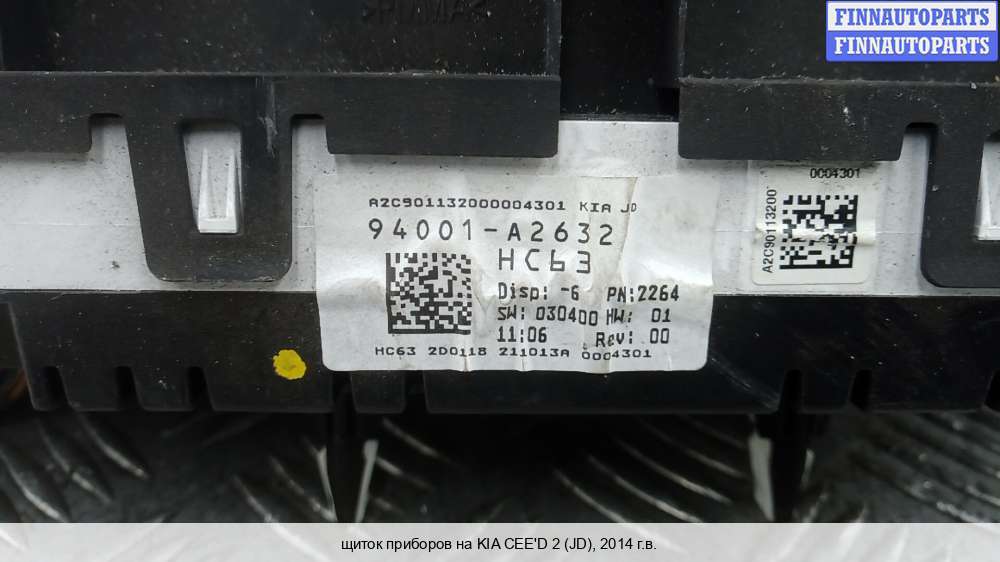 FINNAUTOPARTS
FINNAUTOPARTS
0004301
A2C90113200
A2C901132000004301 KIA JD
94001-A2632
HC63
Disp: -6 PN:2264
SW: 030400 HW: 01
11:06 Rev: 00
HC63 2D0118 211013A 0004301
щиток приборов на KIA CEE'D 2 (JD), 2014 г.в.